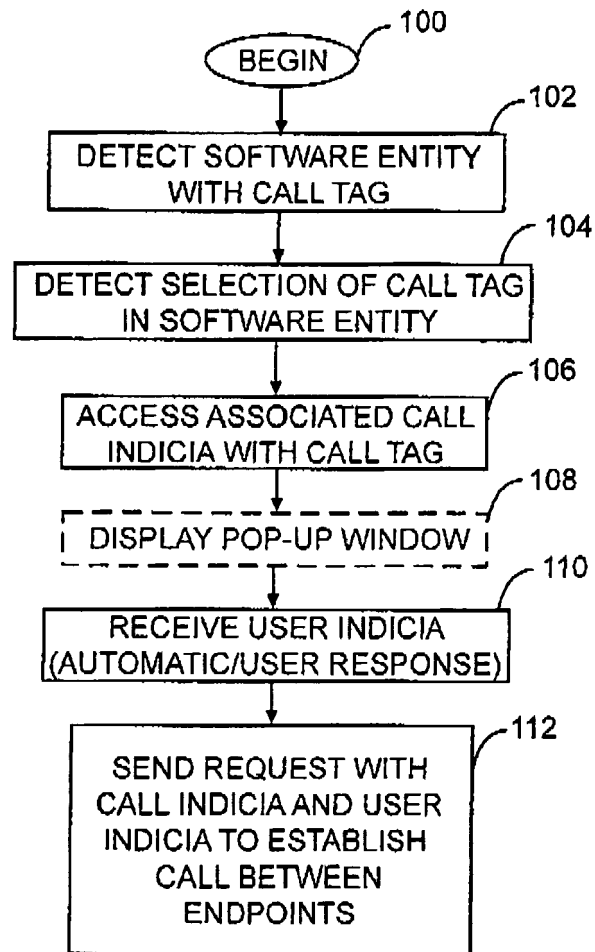 100
BEGIN
102
DETECT SOFTWARE ENTITY
WITH CALL TAG
104
DETECT SELECTION OF CALL TAG
IN SOFTWARE ENTITY
106
ACCESS ASSOCIATED CALL
INDICIA WITH CALL TAG
108
DISPLAY POP-UP WINDOW
110
RECEIVE USER INDICIA
(AUTOMATIC/USER RESPONSE)
112
SEND REQUEST WITH
CALL INDICIA AND USER
INDICIA TO ESTABLISH
CALL BETWEEN
ENDPOINTS